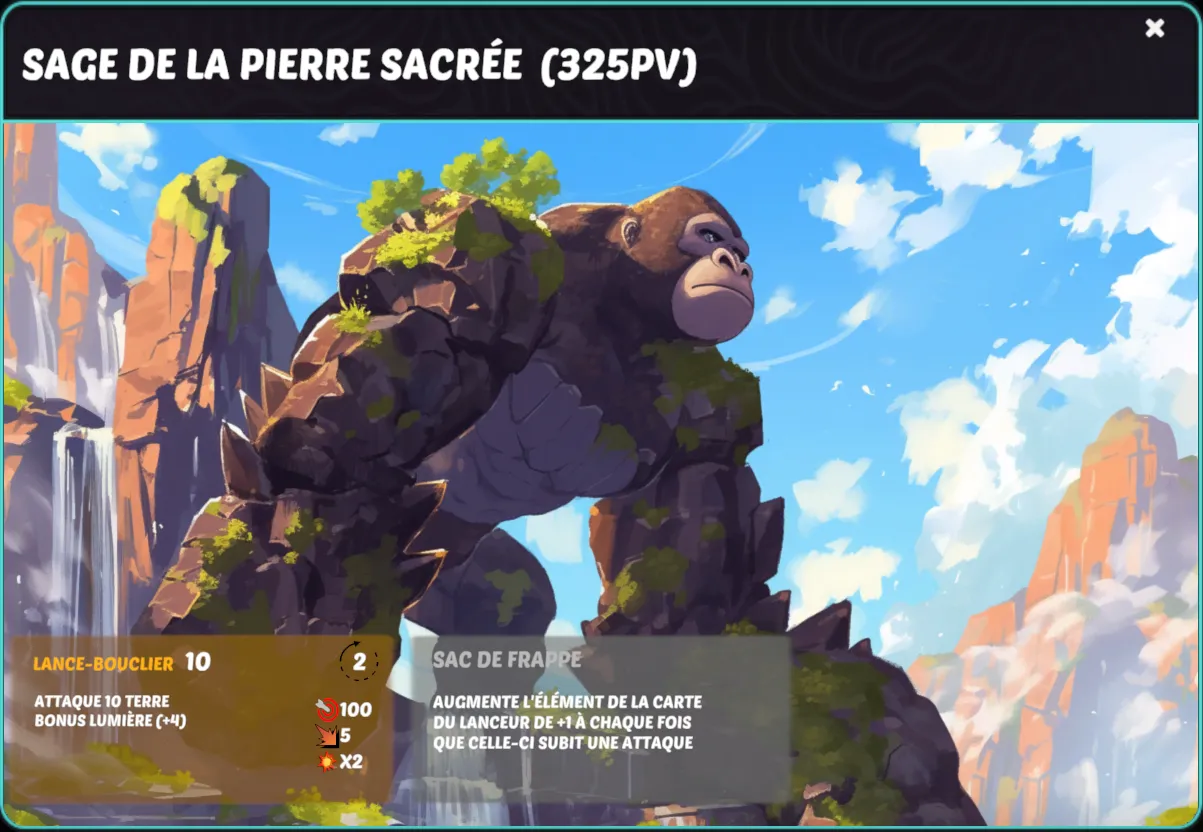 SAGE DE LA PIERRE SACRÉE (325PV)
LANCE-BOUCLIER 10
2
ATTAQUE 10 TERRE
BONUS LUMIÈRE (+4)
100
5
X2
SAC DE FRAPPE
AUGMENTE L'ÉLÉMENT DE LA CARTE
DU LANCEUR DE +1 À CHAQUE FOIS
QUE CELLE-CI SUBIT UNE ATTAQUE